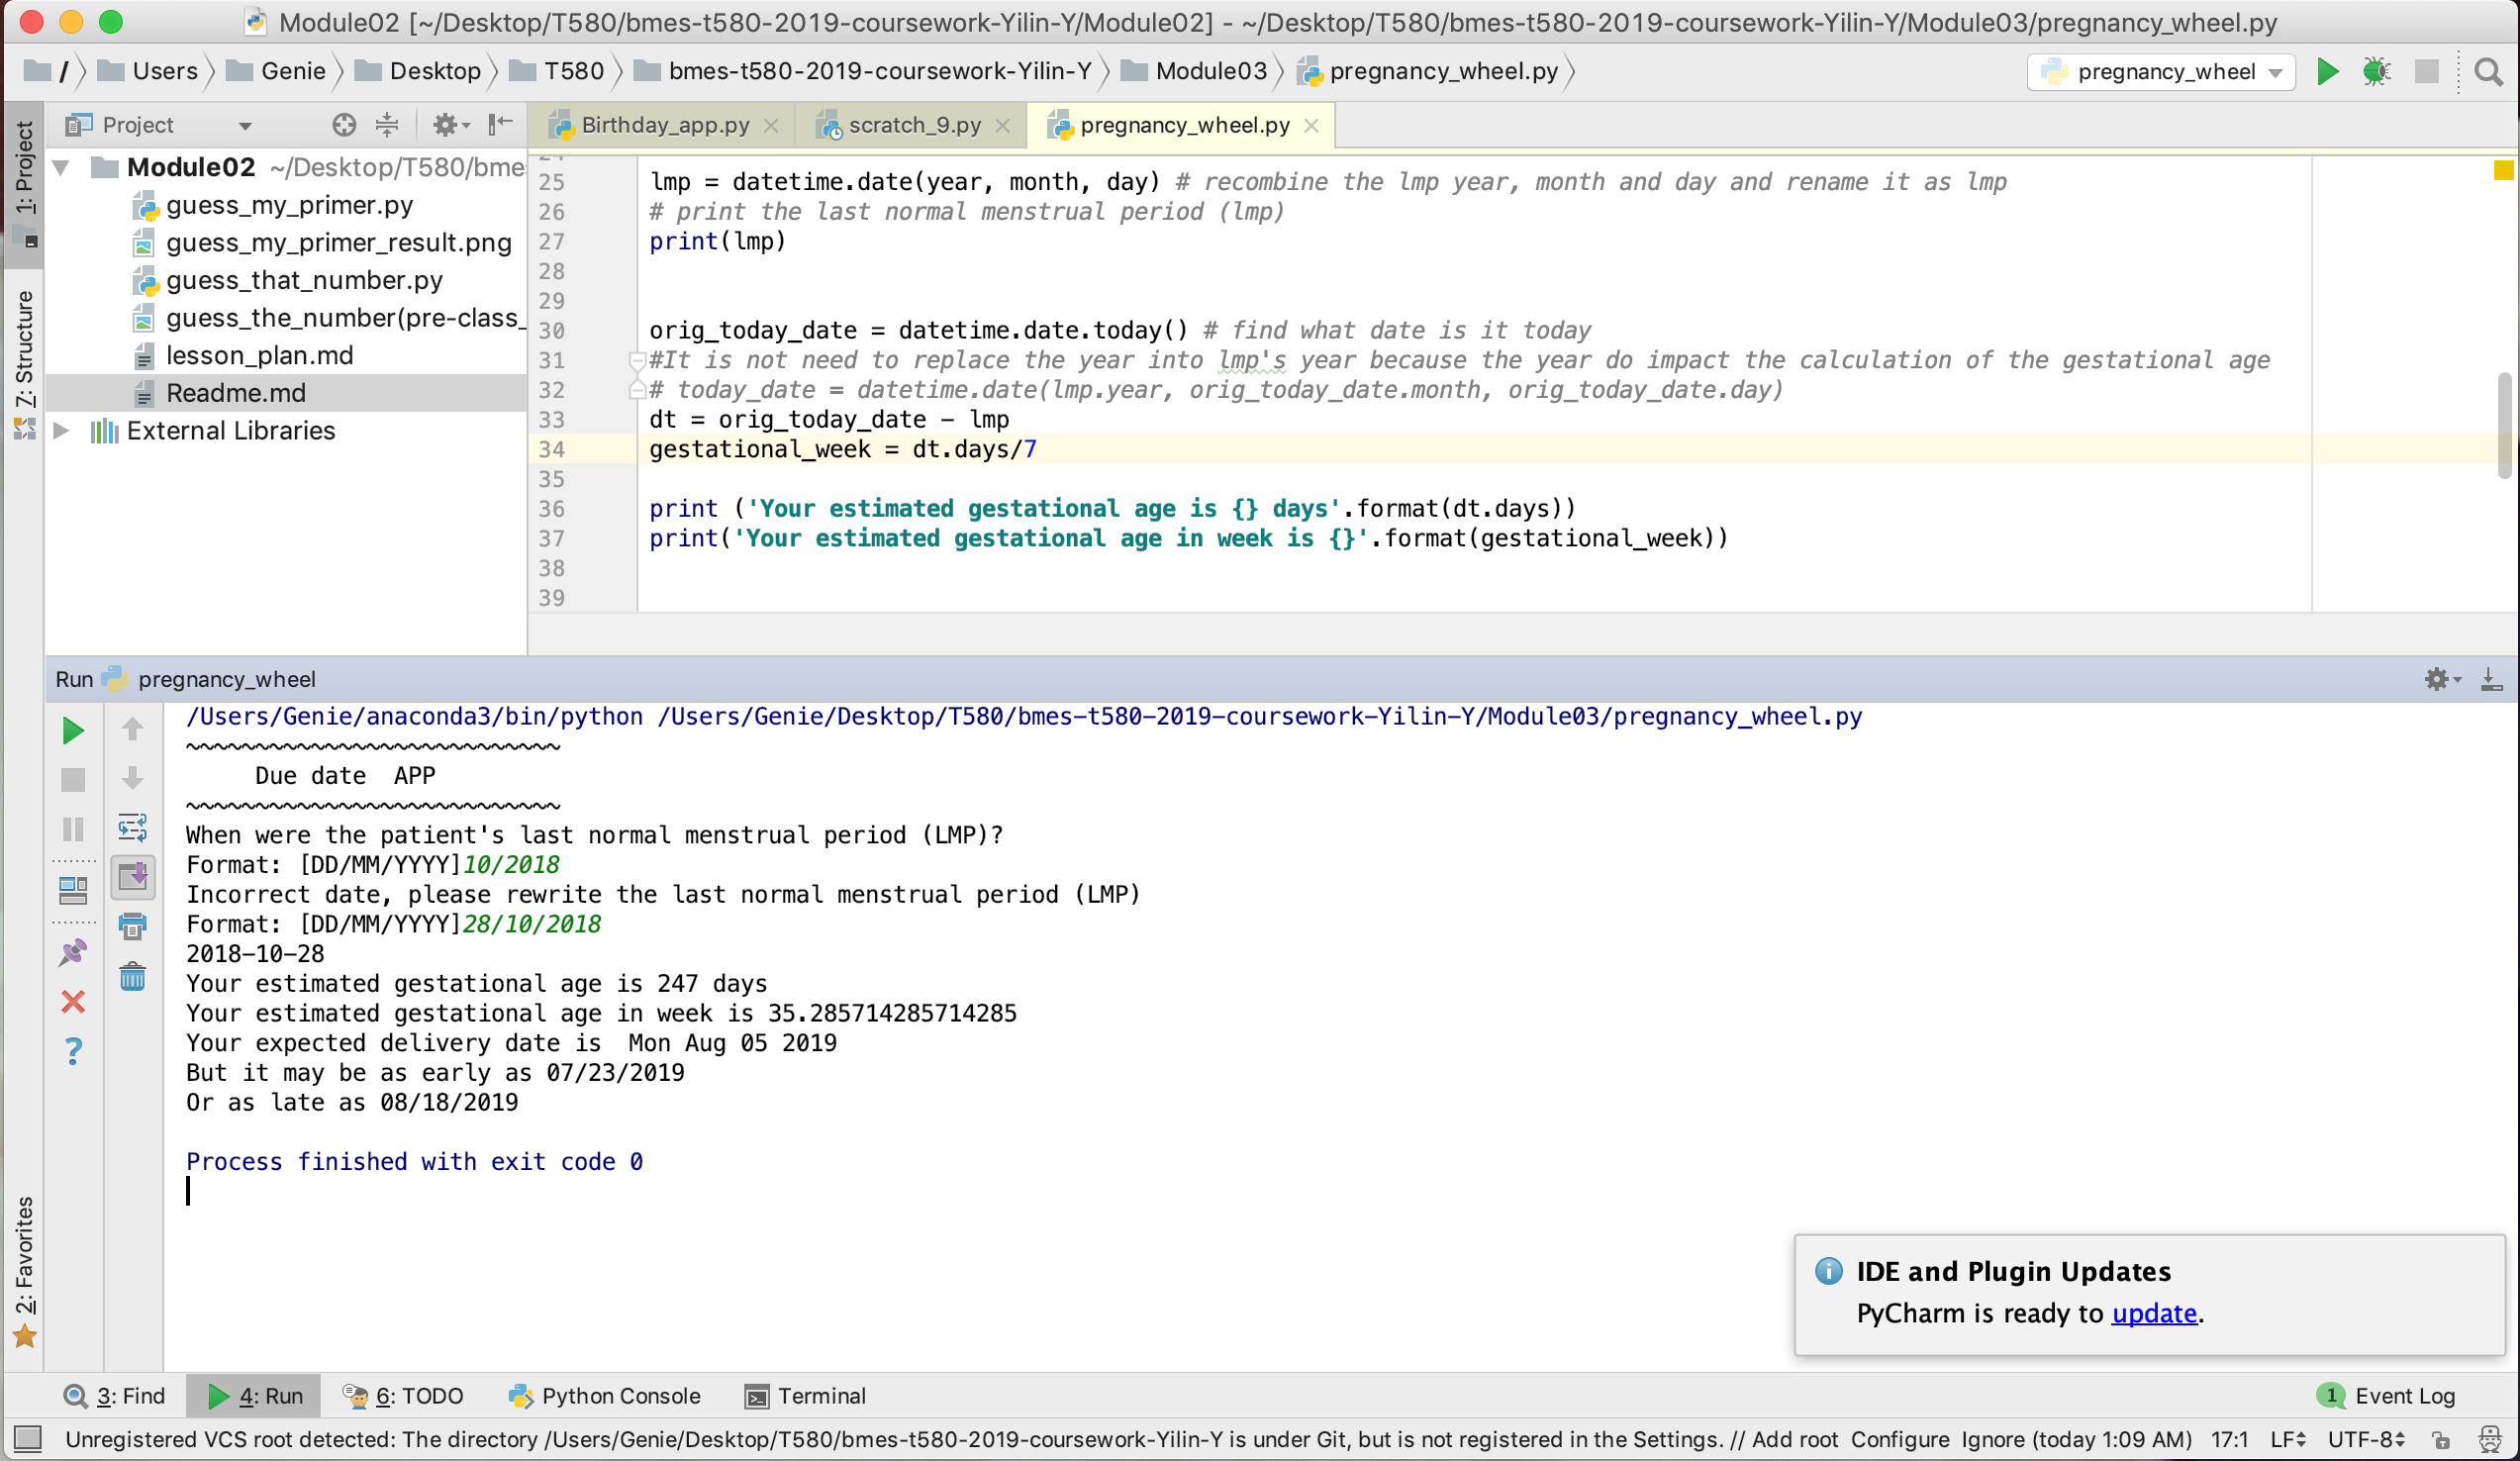 Module02 [~/Desktop/T580/bmes-t580-2019-coursework-Yilin-Y/Module02] - ~/Desktop/T580/bmes-t580-2019-coursework-Yilin-Y/Module03/pregnancy_wheel.py
/ Users Genie Desktop T580 bmes-t580-2019-coursework-Yilin-Y Module03 pregnancy_wheel.py pregnancy_wheel
1: Project
7: Structure
2: Favorites
Project
Module02 ~/Desktop/T580/bme
guess_my_primer.py
guess_my_primer_result.png
guess_that_number.py
guess_the_number(pre-class_
lesson_plan.md
Readme.md
External Libraries
Birthday_app.py scratch_9.py pregnancy_wheel.py
25 lmp = datetime.date(year, month, day) # recombine the lmp year, month and day and rename it as lmp
26 # print the last normal menstrual period (lmp)
27 print(lmp)
28
29
30 orig_today_date = datetime.date.today() # find what date is it today
31 #It is not need to replace the year into lmp's year because the year do impact the calculation of the gestational age
32 # today_date = datetime.date(lmp.year, orig_today_date.month, orig_today_date.day)
33 dt = orig_today_date - lmp
34 gestational_week = dt.days/7
35
36 print ('Your estimated gestational age is {} days'.format(dt.days))
37 print('Your estimated gestational age in week is {}'.format(gestational_week))
38
39
Run pregnancy_wheel
/Users/Genie/anaconda3/bin/python /Users/Genie/Desktop/T580/bmes-t580-2019-coursework-Yilin-Y/Module03/pregnancy_wheel.py
~~~~~~~~~~~~~~~~~~~~~~~~~~~
Due date  APP
~~~~~~~~~~~~~~~~~~~~~~~~~~~
When were the patient's last normal menstrual period (LMP)?
Format: [DD/MM/YYYY]10/2018
Incorrect date, please rewrite the last normal menstrual period (LMP)
Format: [DD/MM/YYYY]28/10/2018
2018-10-28
Your estimated gestational age is 247 days
Your estimated gestational age in week is 35.285714285714285
Your expected delivery date is  Mon Aug 05 2019
But it may be as early as 07/23/2019
Or as late as 08/18/2019
Process finished with exit code 0
IDE and Plugin Updates
PyCharm is ready to update.
3: Find 4: Run 6: TODO Python Console Terminal 1 Event Log
Unregistered VCS root detected: The directory /Users/Genie/Desktop/T580/bmes-t580-2019-coursework-Yilin-Y is under Git, but is not registered in the Settings. // Add root Configure Ignore (today 1:09 AM) 17:1 LF UTF-8